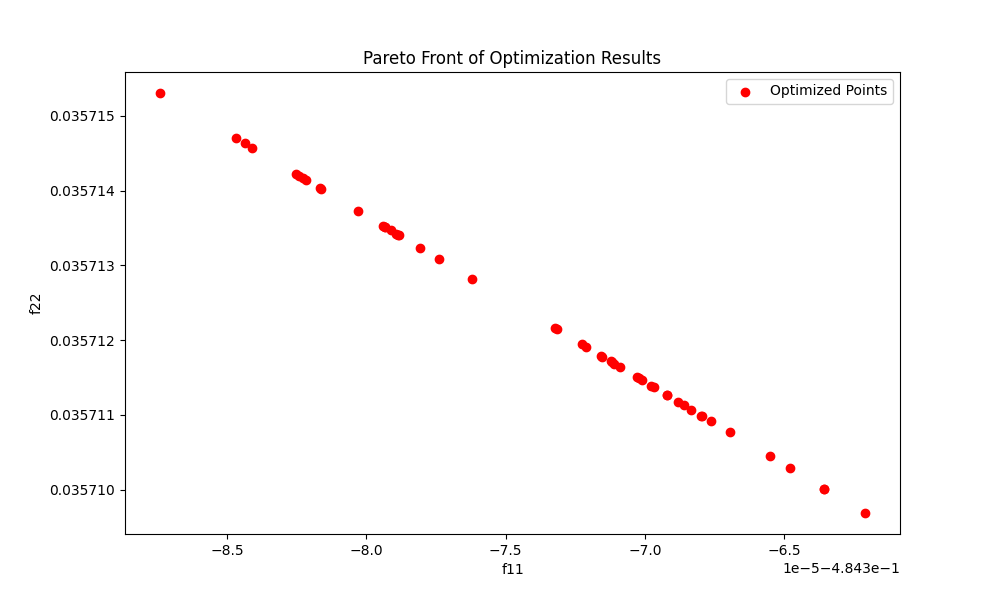 Pareto Front of Optimization Results
Optimized Points
0.035715
0.035714
0.035713
0.035712
0.035711
0.035710
f22
−8.5 −8.0 −7.5 −7.0 −6.5
1e−5−4.843e−1
f11